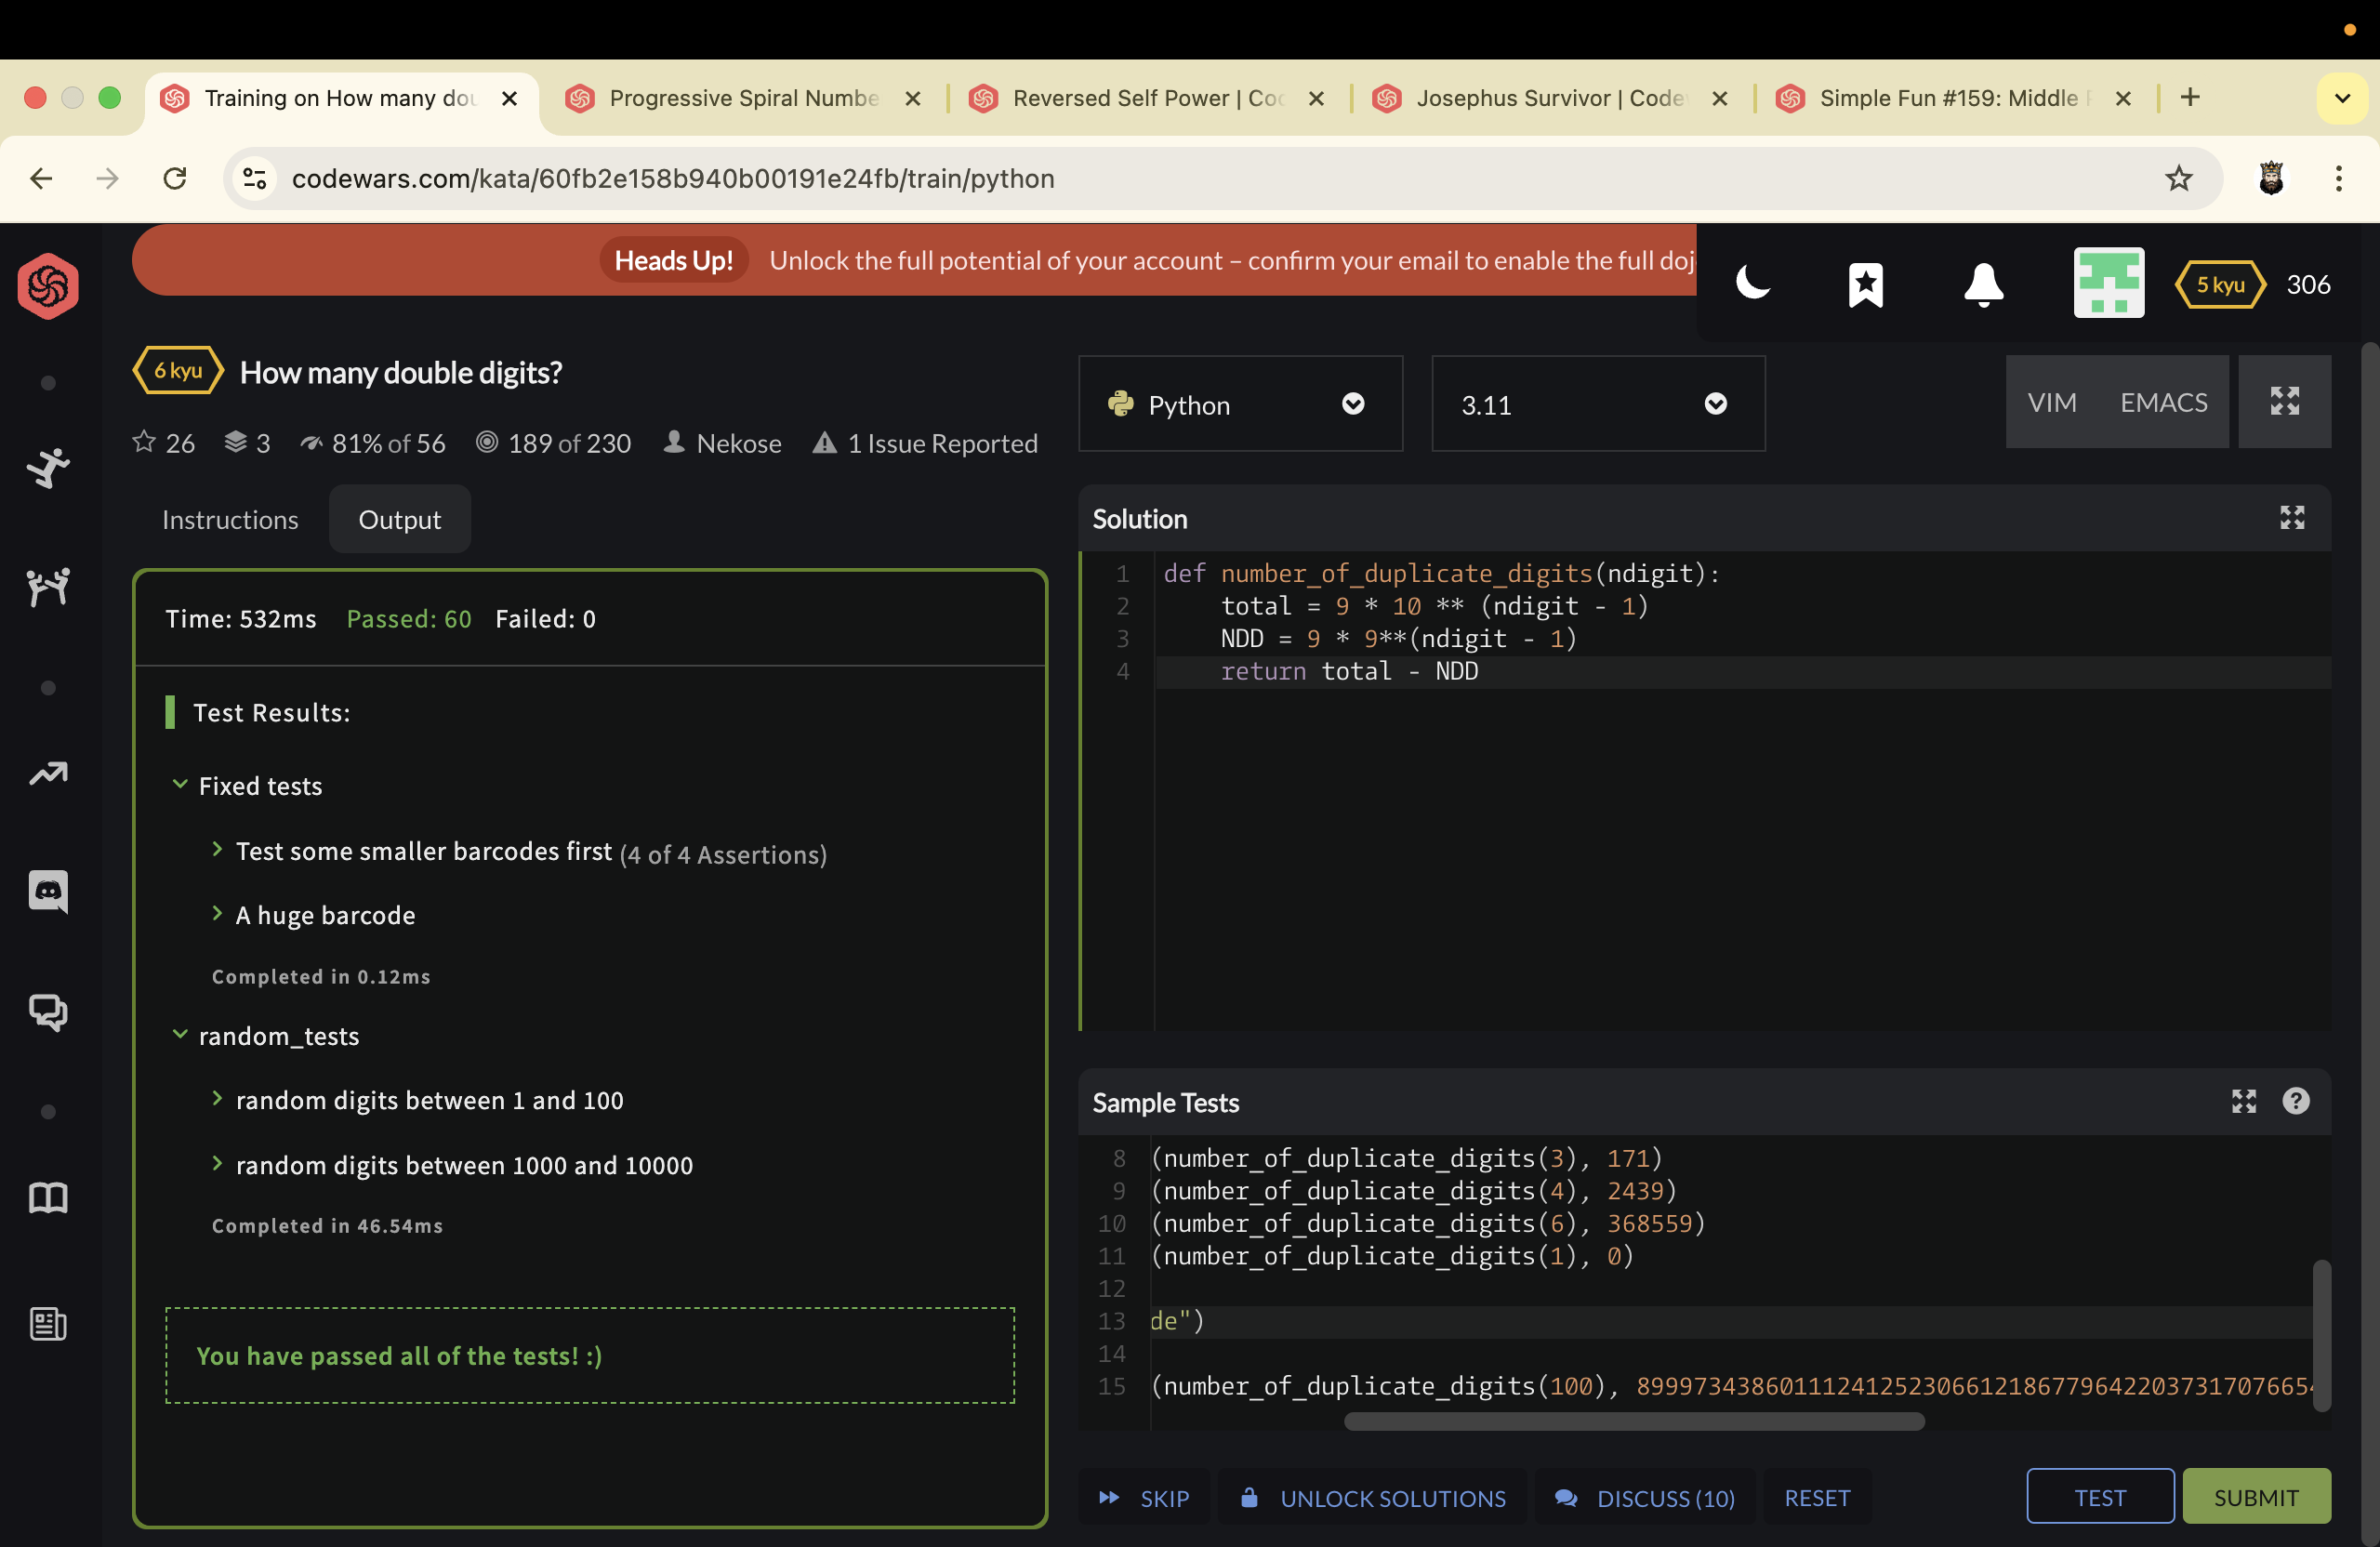 Training on How many dou
Progressive Spiral Numbe
Reversed Self Power | Co
Josephus Survivor | Code
Simple Fun #159: Middle
codewars.com/kata/60fb2e158b940b00191e24fb/train/python
Heads Up! Unlock the full potential of your account – confirm your email to enable the full doj
5 kyu 306
6 kyu How many double digits?
26 3 81% of 56 189 of 230 Nekose 1 Issue Reported
Python 3.11 VIM EMACS
Instructions Output
Time: 532ms Passed: 60 Failed: 0
Test Results:
Fixed tests
Test some smaller barcodes first (4 of 4 Assertions)
A huge barcode
Completed in 0.12ms
random_tests
random digits between 1 and 100
random digits between 1000 and 10000
Completed in 46.54ms
You have passed all of the tests! :)
Solution
1 def number_of_duplicate_digits(ndigit):
2 total = 9 * 10 ** (ndigit - 1)
3 NDD = 9 * 9**(ndigit - 1)
4 return total - NDD
Sample Tests
8 (number_of_duplicate_digits(3), 171)
9 (number_of_duplicate_digits(4), 2439)
10 (number_of_duplicate_digits(6), 368559)
11 (number_of_duplicate_digits(1), 0)
12
13 de")
14
15 (number_of_duplicate_digits(100), 89997343860111241252306612186779642203731707665
SKIP UNLOCK SOLUTIONS DISCUSS (10) RESET TEST SUBMIT